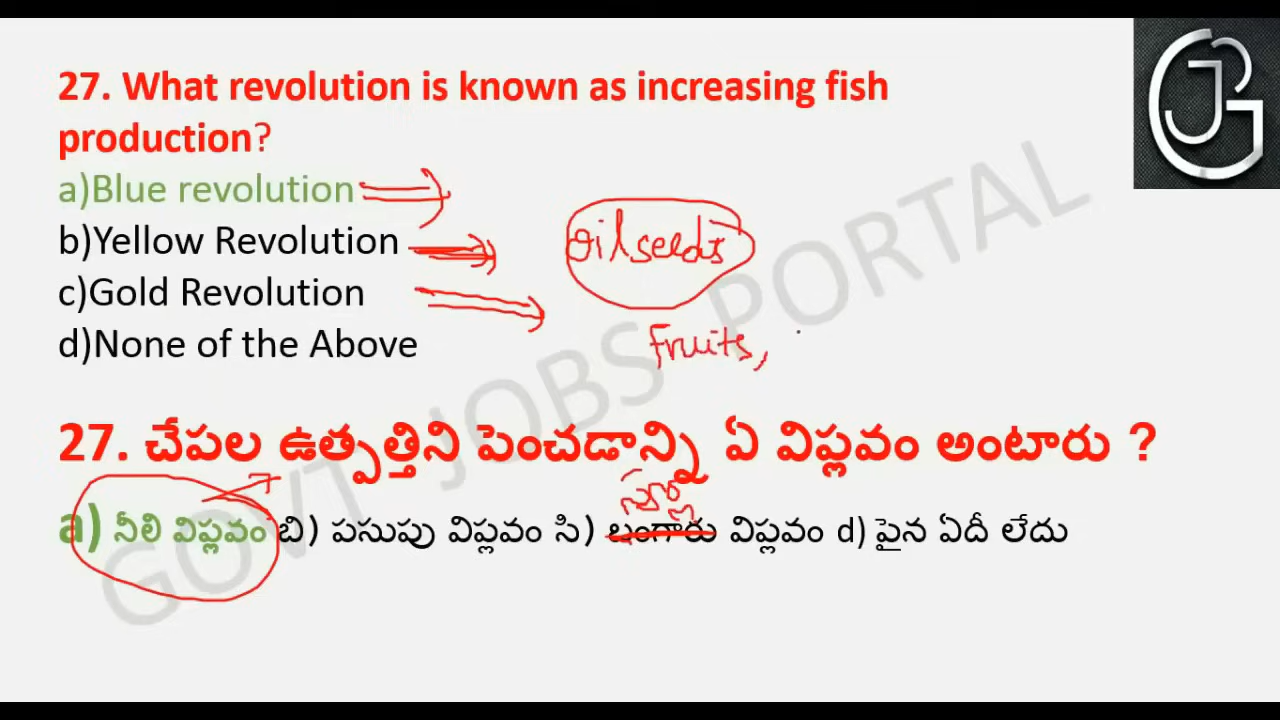 27. What revolution is known as increasing fish
production?
a)Blue revolution
b)Yellow Revolution
oilseeds
c)Gold Revolution
d)None of the Above
Fruits,
27. చేపల ఉత్పత్తిని పెంచడాన్ని ఏ విప్లవం అంటారు ?
a) నీలి విప్లవం బి) పసుపు విప్లవం సి) బంగారు విప్లవం d) పైన ఏదీ లేదు
GOVT JOBS PORTAL